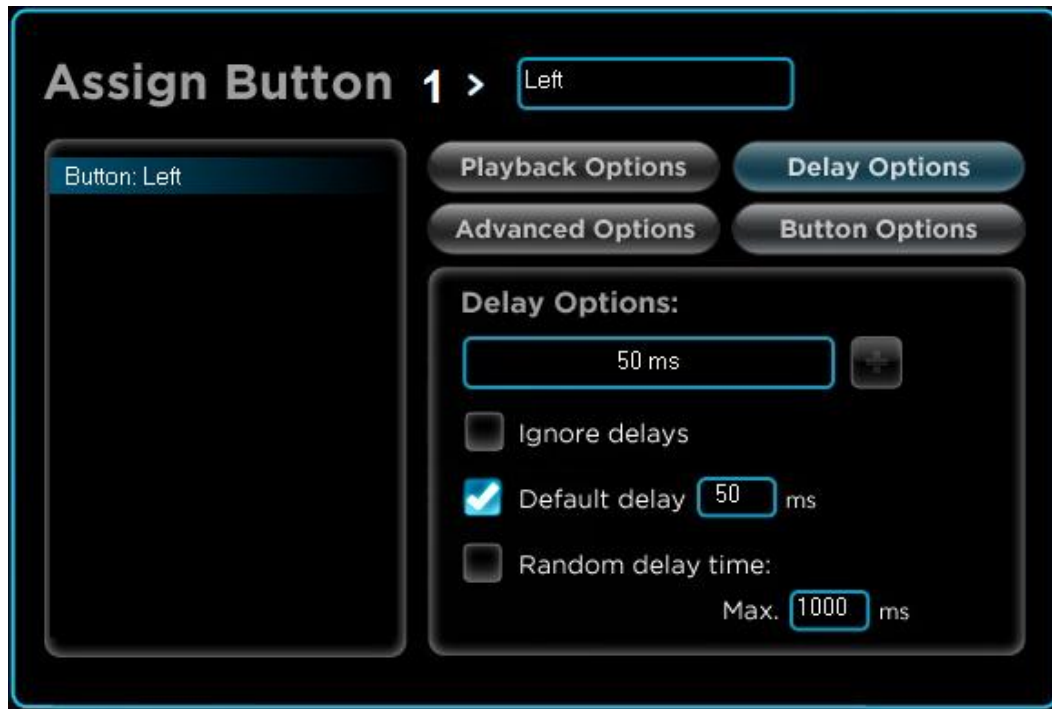 Assign Button 1 > Left
Button: Left
Playback Options
Delay Options
Advanced Options
Button Options
Delay Options:
50 ms
+
Ignore delays
Default delay 50 ms
Random delay time:
Max. 1000 ms